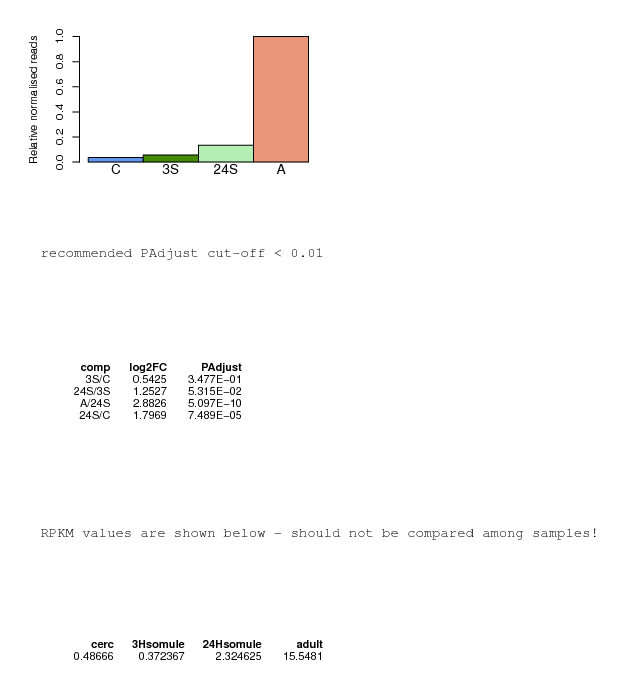 Relative normalised reads
1.0
0.8
0.6
0.4
0.2
0.0
C 3S 24S A
recommended PAdjust cut-off < 0.01
comp log2FC PAdjust
3S/C 0.5425 3.477E−01
24S/3S 1.2527 5.315E−02
A/24S 2.8826 5.097E−10
24S/C 1.7969 7.489E−05
RPKM values are shown below - should not be compared among samples!
cerc 3Hsomule 24Hsomule adult
0.48666 0.372367 2.324625 15.5481